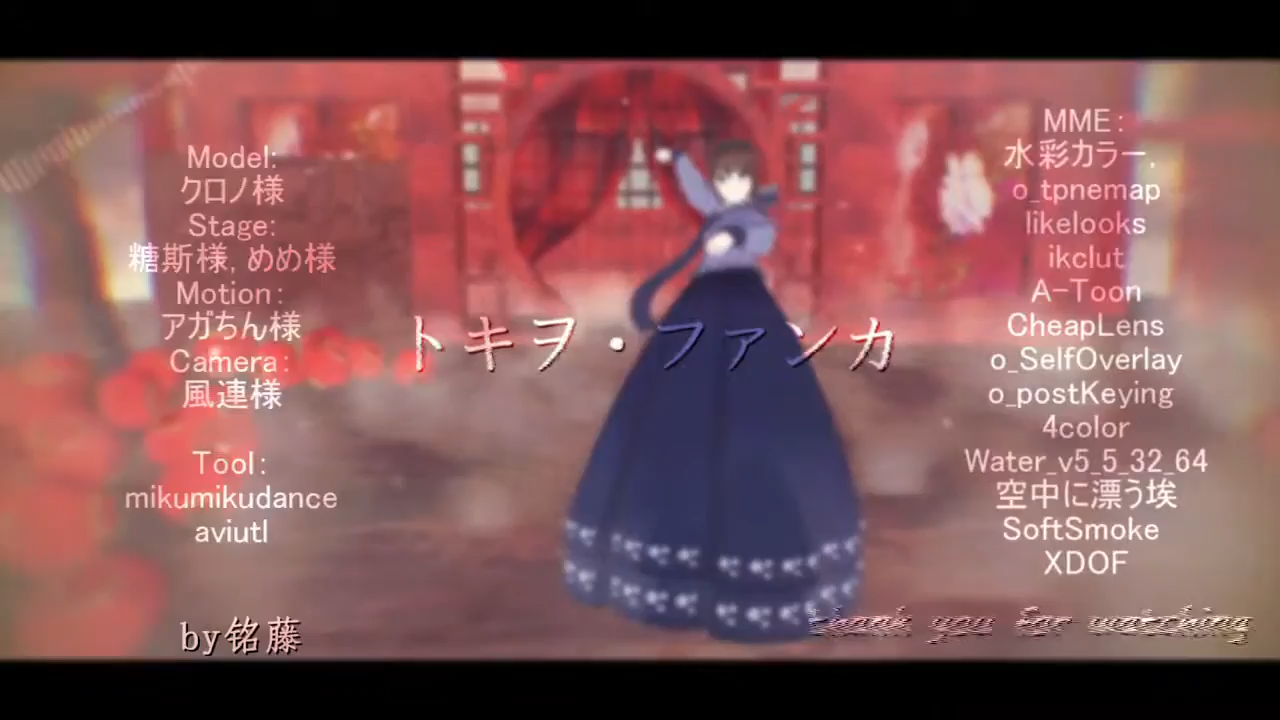 Model:
クロノ様
Stage:
糖斯様, めめ様
Motion:
アガちん様
Camera:
風連様
Tool:
mikumikudance
aviutl
by铭藤
トキヲ・ファンカ
MME:
水彩カラー,
o_tpnemap
likelooks
ikclut
A-Toon
CheapLens
o_SelfOverlay
o_postKeying
4color
Water_v5_5_32_64
空中に漂う埃
SoftSmoke
XDOF
thank you for watching